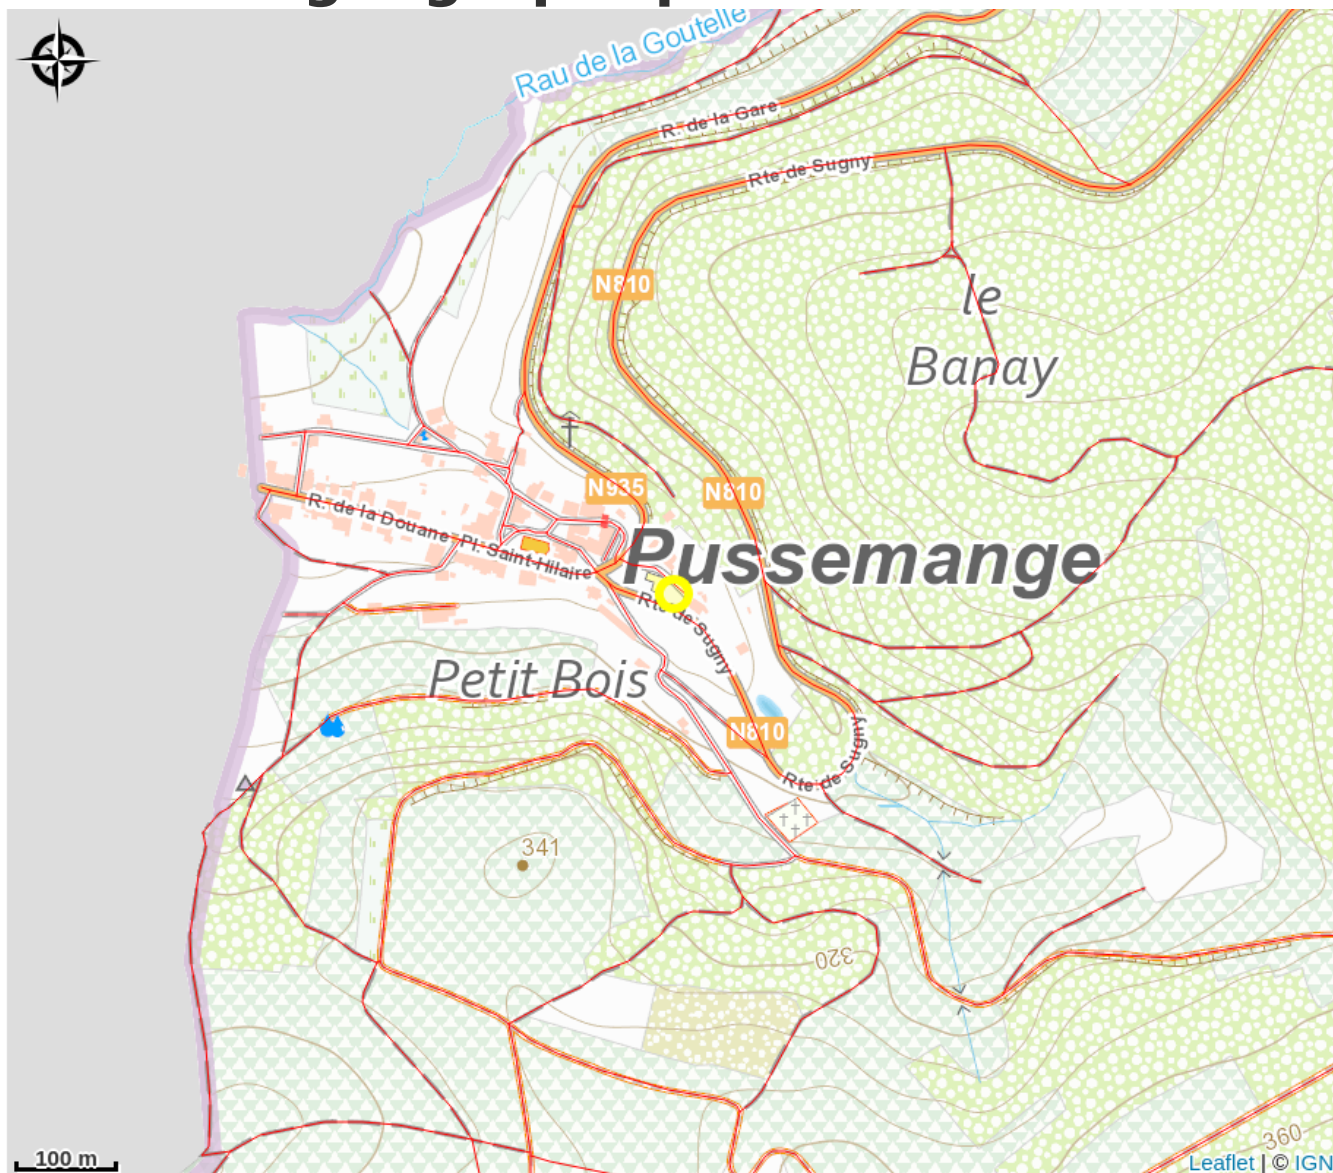 Rau de la Goutelle
R. de la Gare
Rte de Sugny
N810
le
Banay
N935
N810
R. de la Douane
Pl. Saint-Hilaire
Pussemange
Rte de Sugny
Petit Bois
N810
Rte de Sugny
341
320
360
100 m
Leaflet | © IGN